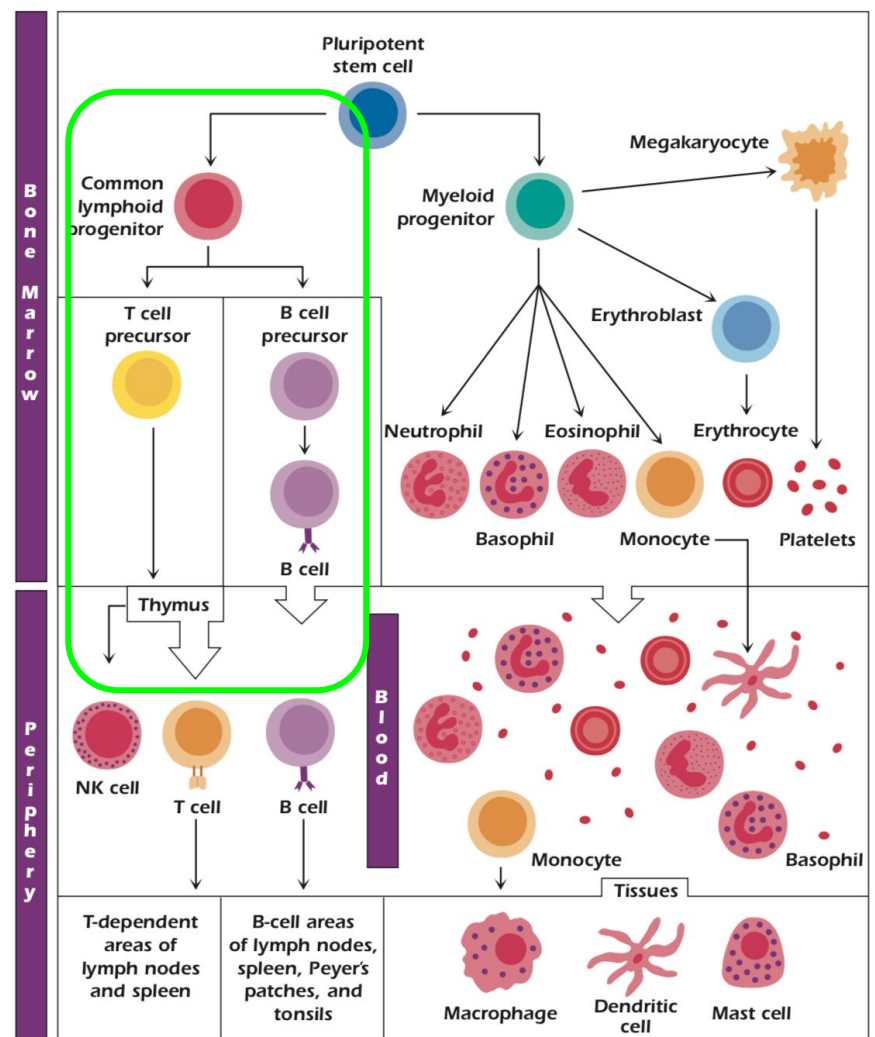 Bone Marrow
Pluripotent
stem cell
Common
lymphoid
progenitor
Myeloid
progenitor
Megakaryocyte
T cell
precursor
B cell
precursor
Erythroblast
Neutrophil
Eosinophil
Erythrocyte
Basophil
Monocyte
Platelets
B cell
Thymus
Periphery
Blood
NK cell
T cell
B cell
Monocyte
Basophil
Tissues
T-dependent
areas of
lymph nodes
and spleen
B-cell areas
of lymph nodes,
spleen, Peyer's
patches, and
tonsils
Macrophage
Dendritic
cell
Mast cell